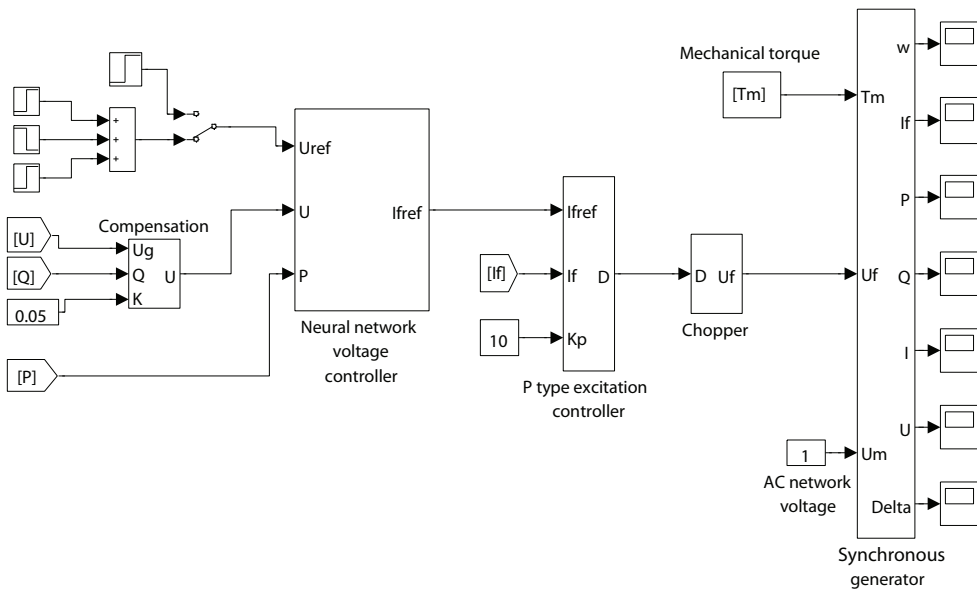 +
+
+
Uref
U
P
Ifref
Neural network
voltage
controller
[U]
[Q]
0.05
[P]
Compensation
Ug
Q
K
U
[If]
10
Ifref
If
Kp
D
P type excitation
controller
D
Uf
Chopper
Mechanical torque
[Tm]
1
AC network
voltage
Tm
Uf
Um
w
If
P
Q
I
U
Delta
Synchronous
generator